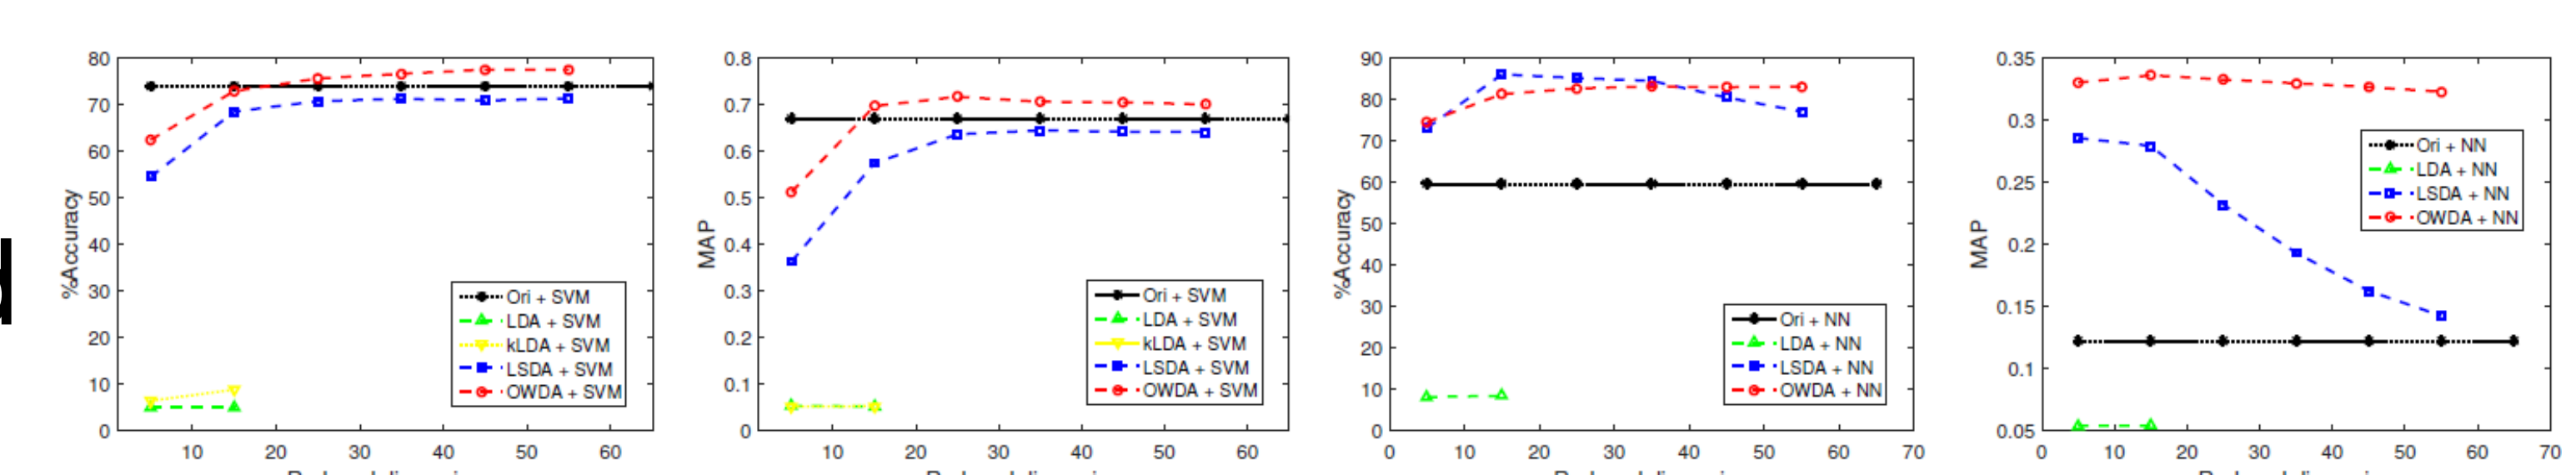 80
70
60
50
40
30
20
10
0
%Accuracy
10 20 30 40 50 60
Ori + SVM
LDA + SVM
kLDA + SVM
LSDA + SVM
OWDA + SVM
0.8
0.7
0.6
0.5
0.4
0.3
0.2
0.1
0
MAP
10 20 30 40 50 60
Ori + SVM
LDA + SVM
kLDA + SVM
LSDA + SVM
OWDA + SVM
90
80
70
60
50
40
30
20
10
0
%Accuracy
0 10 20 30 40 50 60 70
Ori + NN
LDA + NN
LSDA + NN
OWDA + NN
0.35
0.3
0.25
0.2
0.15
0.1
0.05
MAP
0 10 20 30 40 50 60 70
Ori + NN
LDA + NN
LSDA + NN
OWDA + NN